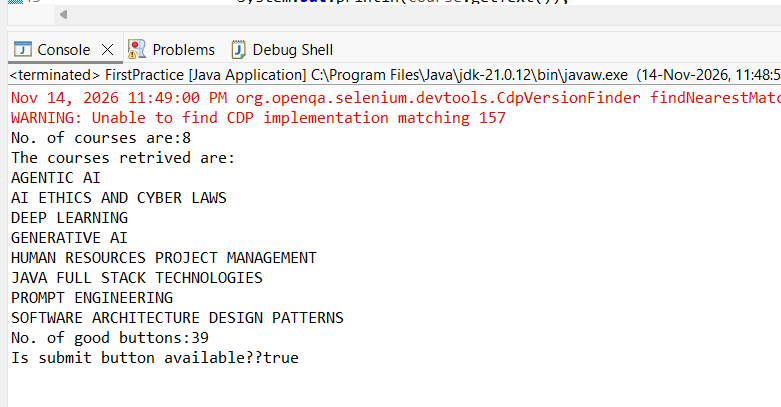 System.out.println(course.getText());
Console Problems Debug Shell
<terminated> FirstPractice [Java Application] C:\Program Files\Java\jdk-21.0.12\bin\javaw.exe (14-Nov-2026, 11:48:5
Nov 14, 2026 11:49:00 PM org.openqa.selenium.devtools.CdpVersionFinder findNearestMatc
WARNING: Unable to find CDP implementation matching 157
No. of courses are:8
The courses retrived are:
AGENTIC AI
AI ETHICS AND CYBER LAWS
DEEP LEARNING
GENERATIVE AI
HUMAN RESOURCES PROJECT MANAGEMENT
JAVA FULL STACK TECHNOLOGIES
PROMPT ENGINEERING
SOFTWARE ARCHITECTURE DESIGN PATTERNS
No. of good buttons:39
Is submit button available??true